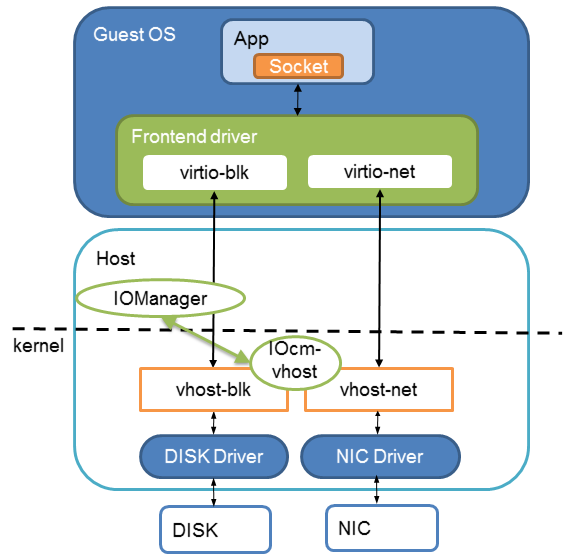 Guest OS
App
Socket
Frontend driver
virtio-blk
virtio-net
Host
IOManager
kernel
IOcm-
vhost
vhost-blk
vhost-net
DISK Driver
NIC Driver
DISK
NIC